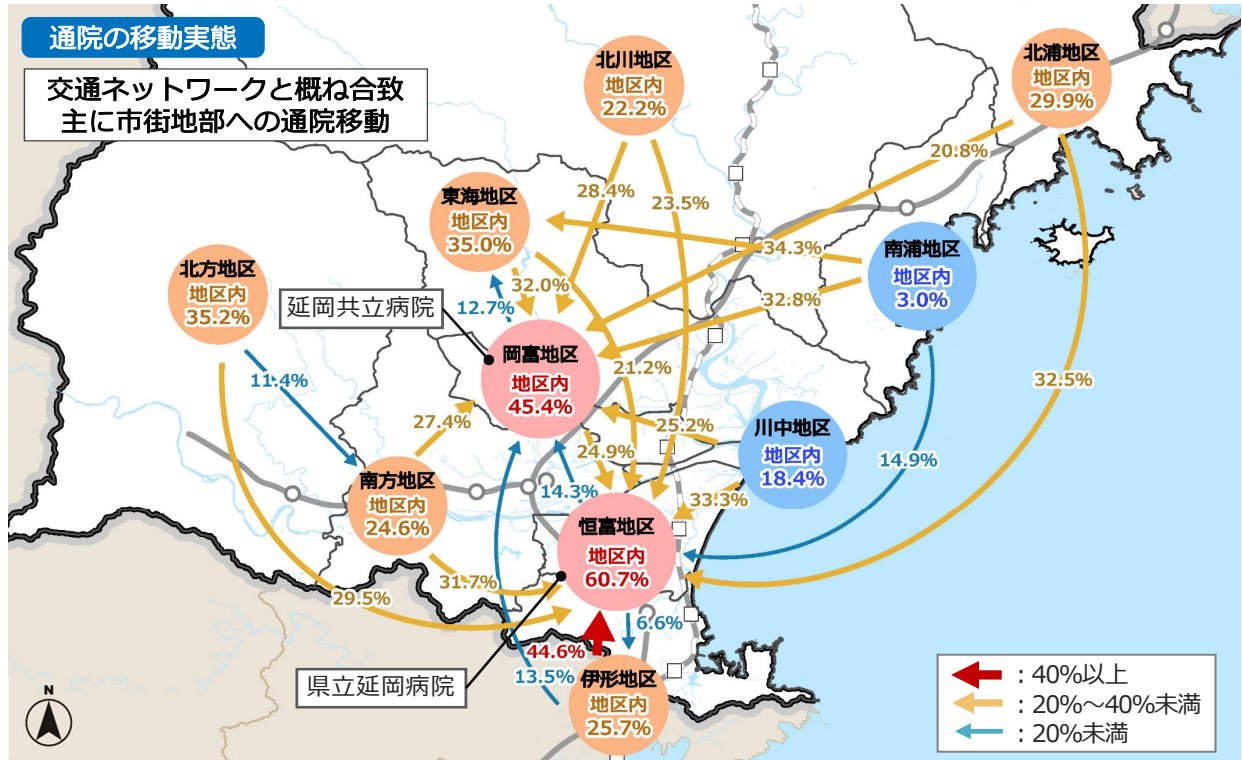 通院の移動実態
交通ネットワークと概ね合致
主に市街地部への通院移動
北川地区
地区内
22.2%
北浦地区
地区内
29.9%
東海地区
地区内
35.0%
28.4%
23.5%
20.8%
南浦地区
地区内
3.0%
34.3%
北方地区
地区内
35.2%
32.0%
12.7%
32.8%
延岡共立病院
岡富地区
地区内
45.4%
21.2%
32.5%
11.4%
27.4%
25.2%
川中地区
地区内
18.4%
24.9%
14.9%
南方地区
地区内
24.6%
14.3%
33.3%
恒富地区
地区内
60.7%
31.7%
29.5%
6.6%
44.6%
13.5%
県立延岡病院
伊形地区
地区内
25.7%
N
：40%以上
：20%～40%未満
：20%未満